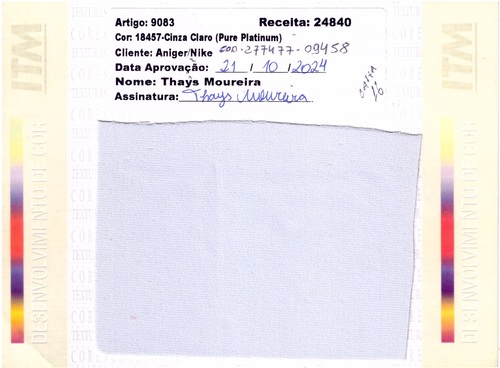 Artigo: 9083 Receita: 24840
Cor: 18457-Cinza Claro (Pure Platinum)
Cliente: Aniger/Nike COD-277477-09458
Data Aprovação: 21 / 10 / 2024
Nome: Thays Moureira
Assinatura: Thays Moureira
ITM
DESENVOLVIMENTO DE COR
ITM
DESENVOLVIMENTO DE COR